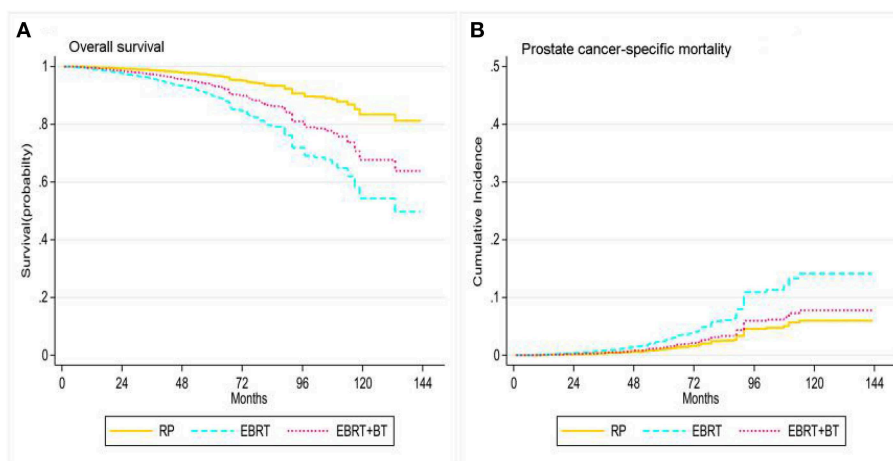 A
Overall survival
Survival(probabilty)
1
.8
.6
.4
.2
0
0 24 48 72 96 120 144
Months
RP EBRT EBRT+BT
B
Prostate cancer-specific mortality
Cumulative Incidence
.5
.4
.3
.2
.1
0
0 24 48 72 96 120 144
Months
RP EBRT EBRT+BT